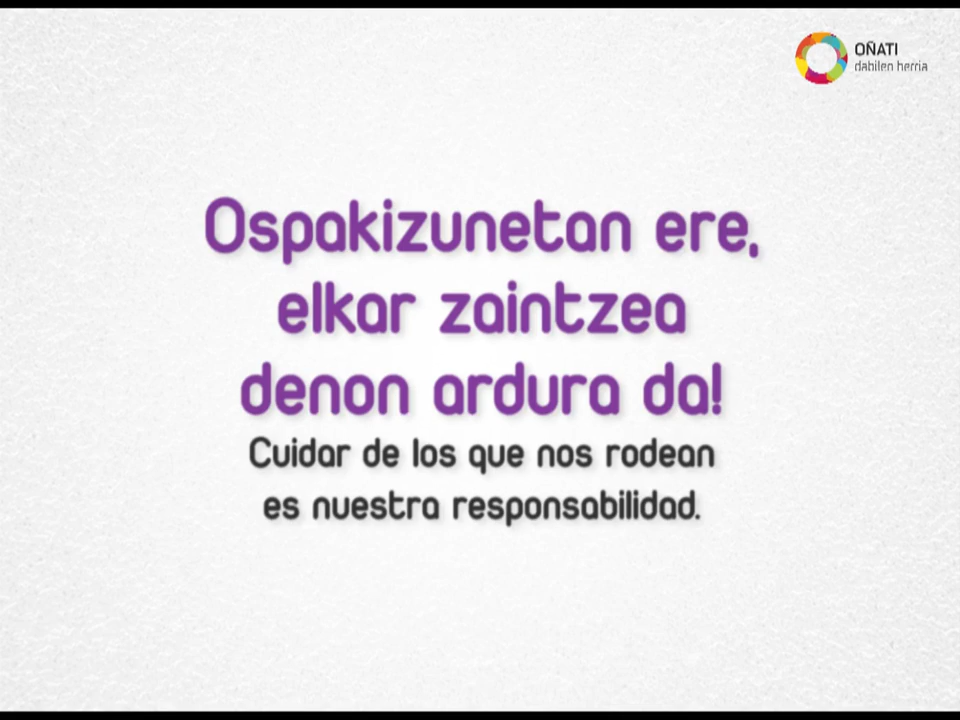 OÑATI
dabilen herria
Ospakizunetan ere,
elkar zaintzea
denon ardura da!
Cuidar de los que nos rodean
es nuestra responsabilidad.